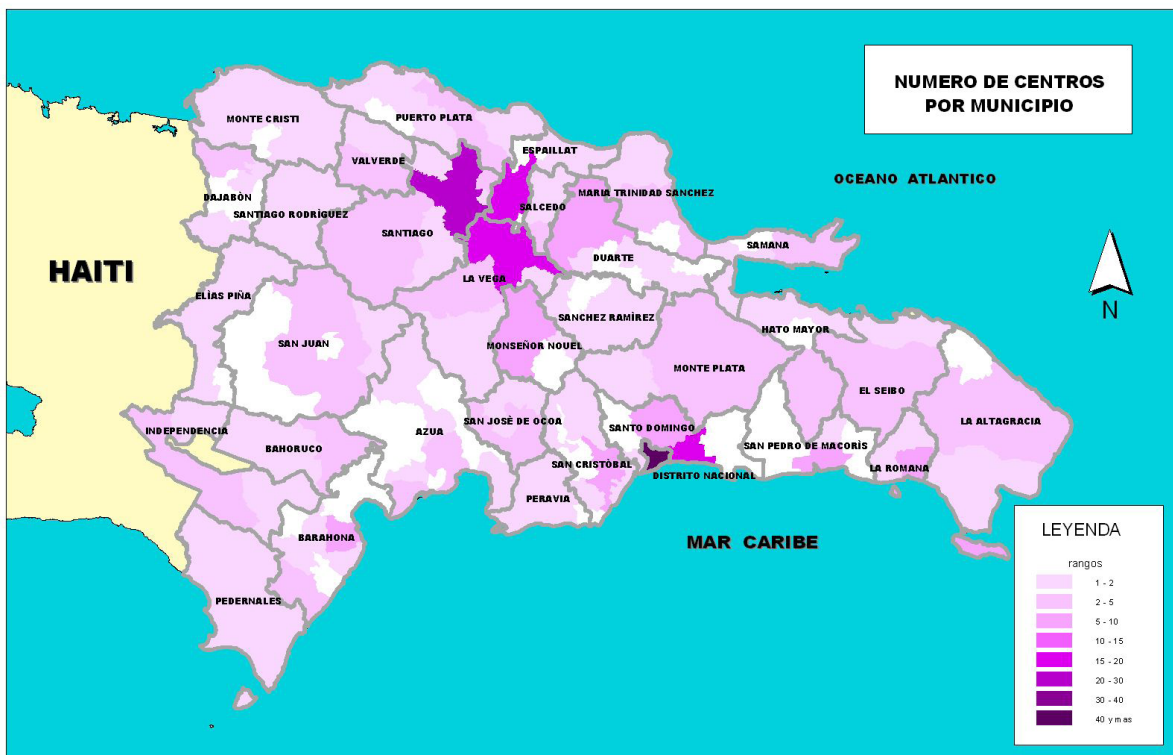 NUMERO DE CENTROS
POR MUNICIPIO
MONTE CRISTI
PUERTO PLATA
ESPAILLAT
VALVERDE
OCEANO ATLANTICO
DAJABÒN
MARIA TRINIDAD SANCHEZ
SALCEDO
SANTIAGO RODRÌGUEZ
SANTIAGO
SAMANA
DUARTE
HAITI
LA VEGA
ELÌAS PIÑA
N
SANCHEZ RAMÍREZ
HATO MAYOR
SAN JUAN
MONSEÑOR NOUEL
MONTE PLATA
EL SEIBO
LA ALTAGRACIA
INDEPENDENCIA
AZUA
SAN JOSÈ DE OCOA
SANTO DOMINGO
BAHORUCO
SAN PEDRO DE MACORÌS
SAN CRISTÒBAL
LA ROMANA
DISTRITO NACIONAL
PERAVIA
BARAHONA
MAR CARIBE
PEDERNALES
LEYENDA
rangos
1 - 2
2 - 5
5 - 10
10 - 15
15 - 20
20 - 30
30 - 40
40 y mas